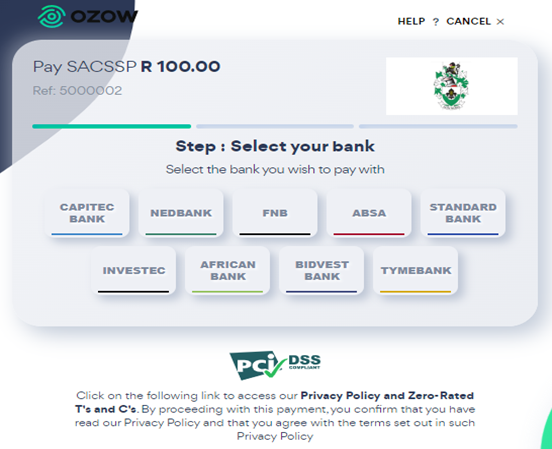 OZOW
HELP ? CANCEL ×
Pay SACSSP R 100.00
Ref: 5000002
Step : Select your bank
Select the bank you wish to pay with
CAPITEC
BANK
NEDBANK
FNB
ABSA
STANDARD
BANK
INVESTEC
AFRICAN
BANK
BIDVEST
BANK
TYMEBANK
PCI DSS
COMPLIANT
Click on the following link to access our Privacy Policy and Zero-Rated
T's and C's. By proceeding with this payment, you confirm that you have
read our Privacy Policy and that you agree with the terms set out in such
Privacy Policy